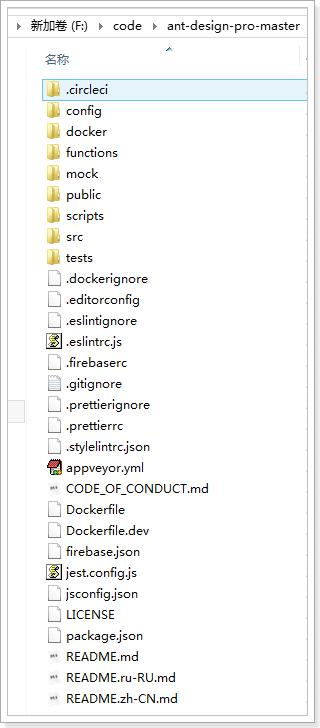 新加卷 (F:) code ant-design-pro-master
名称
.circleci
config
docker
functions
mock
public
scripts
src
tests
.dockerignore
.editorconfig
.eslintignore
.eslintrc.js
.firebaserc
.gitignore
.prettierignore
.prettierrc
.stylelintrc.json
appveyor.yml
CODE_OF_CONDUCT.md
Dockerfile
Dockerfile.dev
firebase.json
jest.config.js
jsconfig.json
LICENSE
package.json
README.md
README.ru-RU.md
README.zh-CN.md